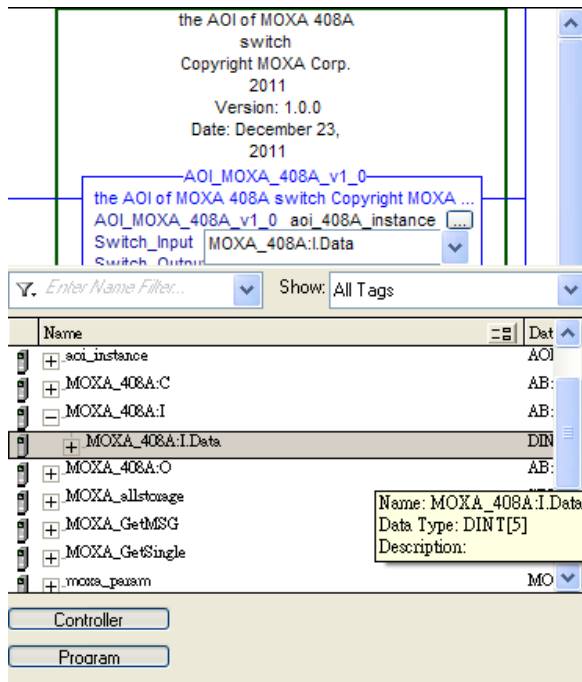 the AOI of MOXA 408A
switch
Copyright MOXA Corp.
2011
Version: 1.0.0
Date: December 23,
2011
AOI_MOXA_408A_v1_0
the AOI of MOXA 408A switch Copyright MOXA ...
AOI_MOXA_408A_v1_0 aoi_408A_instance ...
Switch_Input MOXA_408A:I.Data
Switch_Output
Enter Name Filter... Show: All Tags
Name Dat
aoi_instance AOI
MOXA_408A:C AB:
MOXA_408A:I AB:
MOXA_408A:I.Data DIN
MOXA_408A:O AB:
MOXA_allstorage
MOXA_GetMSG
MOXA_GetSingle
moxa_param MO
Name: MOXA_408A:I.Data
Data Type: DINT[5]
Description:
Controller
Program